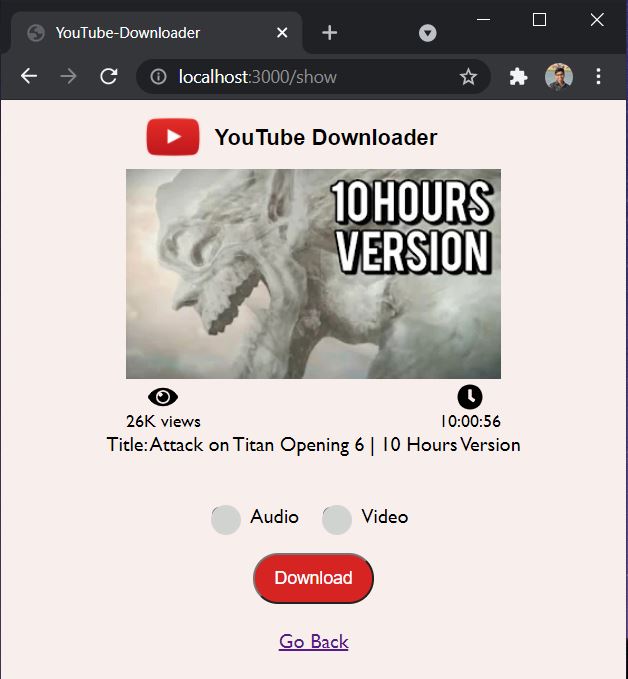 YouTube-Downloader
localhost:3000/show
YouTube Downloader
10 HOURS
VERSION
26K views 10:00:56
Title: Attack on Titan Opening 6 | 10 Hours Version
Audio Video
Download
Go Back